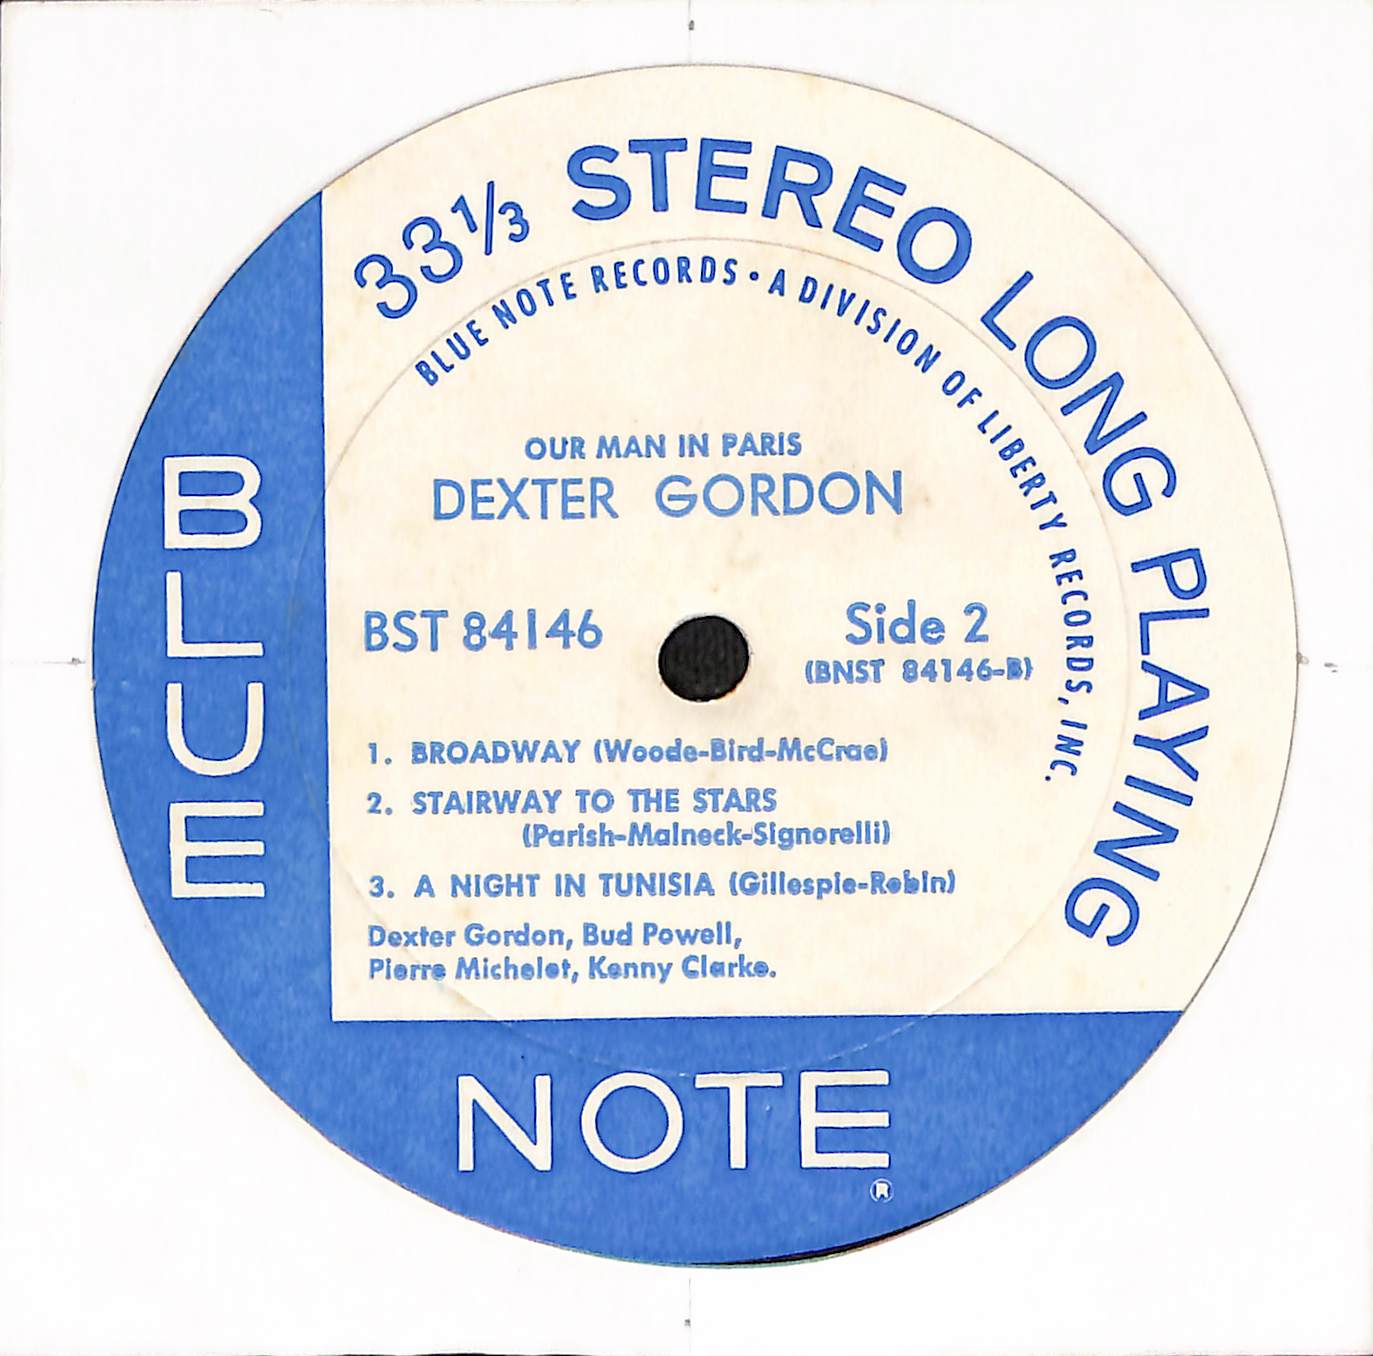 33⅓ STEREO LONG PLAYING
BLUE NOTE RECORDS • A DIVISION OF LIBERTY RECORDS, INC.
OUR MAN IN PARIS
DEXTER GORDON
BST 84146
Side 2
(BNST 84146-B)
1. BROADWAY (Woode-Bird-McCrae)
2. STAIRWAY TO THE STARS
(Parish-Malneck-Signorelli)
3. A NIGHT IN TUNISIA (Gillespie-Robin)
Dexter Gordon, Bud Powell,
Pierre Michelot, Kenny Clarke.
BLUE
NOTE
®